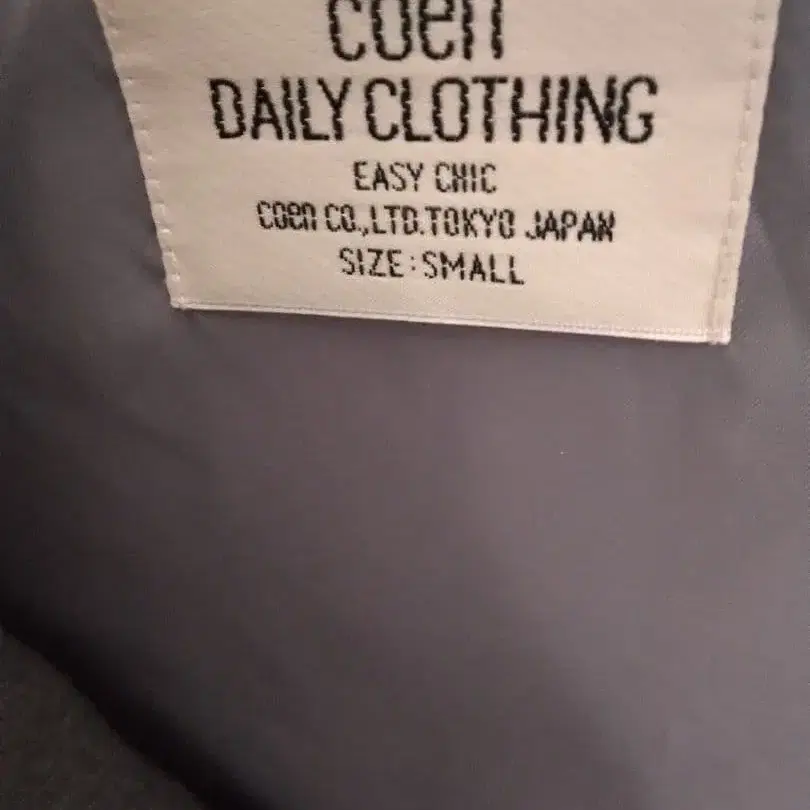 coen
DAILY CLOTHING
EASY CHIC
coen CO.,LTD.TOKYO JAPAN
SIZE:SMALL